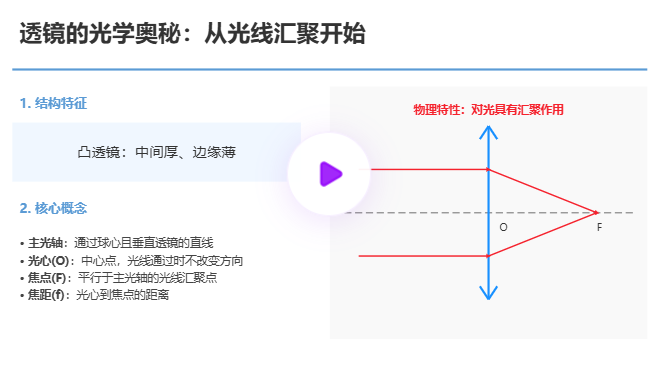 透镜的光学奥秘：从光线汇聚开始
1. 结构特征
凸透镜：中间厚、边缘薄
2. 核心概念
• 主光轴：通过球心且垂直透镜的直线
• 光心(O)：中心点，光线通过时不改变方向
• 焦点(F)：平行于主光轴的光线汇聚点
• 焦距(f)：光心到焦点的距离
物理特性：对光具有汇聚作用
O
F